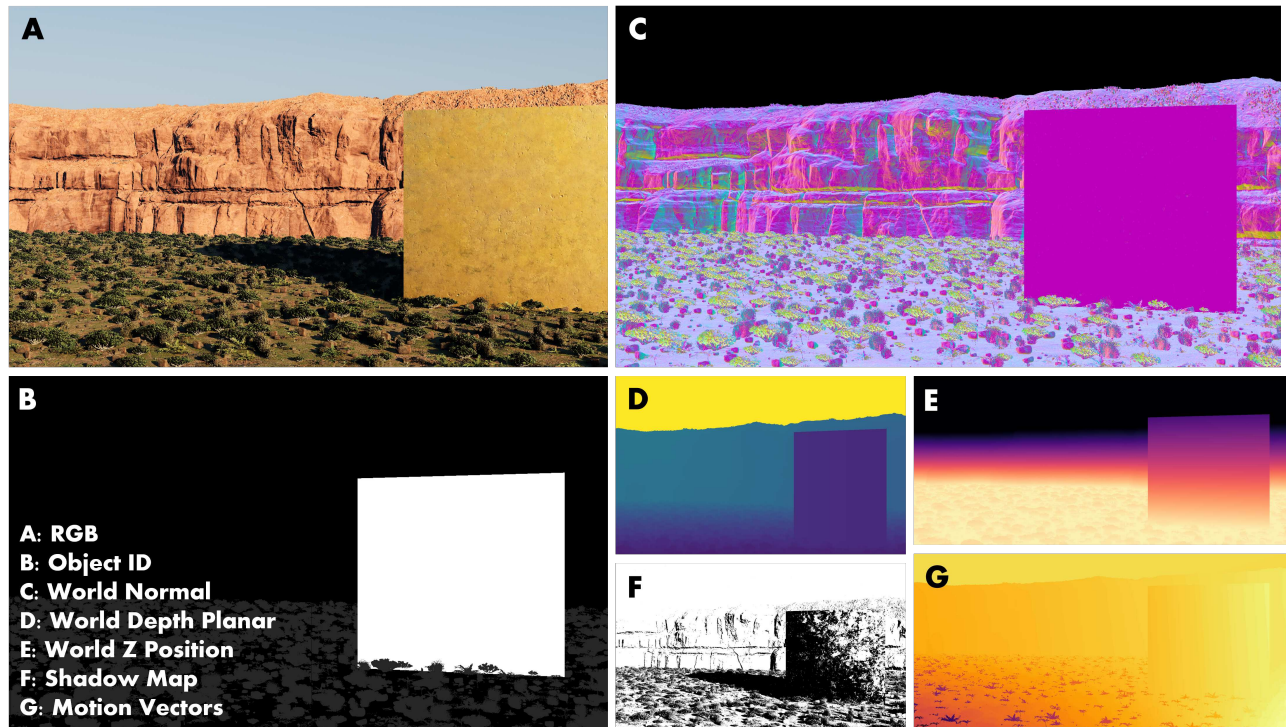 A
C
B
A: RGB
B: Object ID
C: World Normal
D: World Depth Planar
E: World Z Position
F: Shadow Map
G: Motion Vectors
D
E
F
G